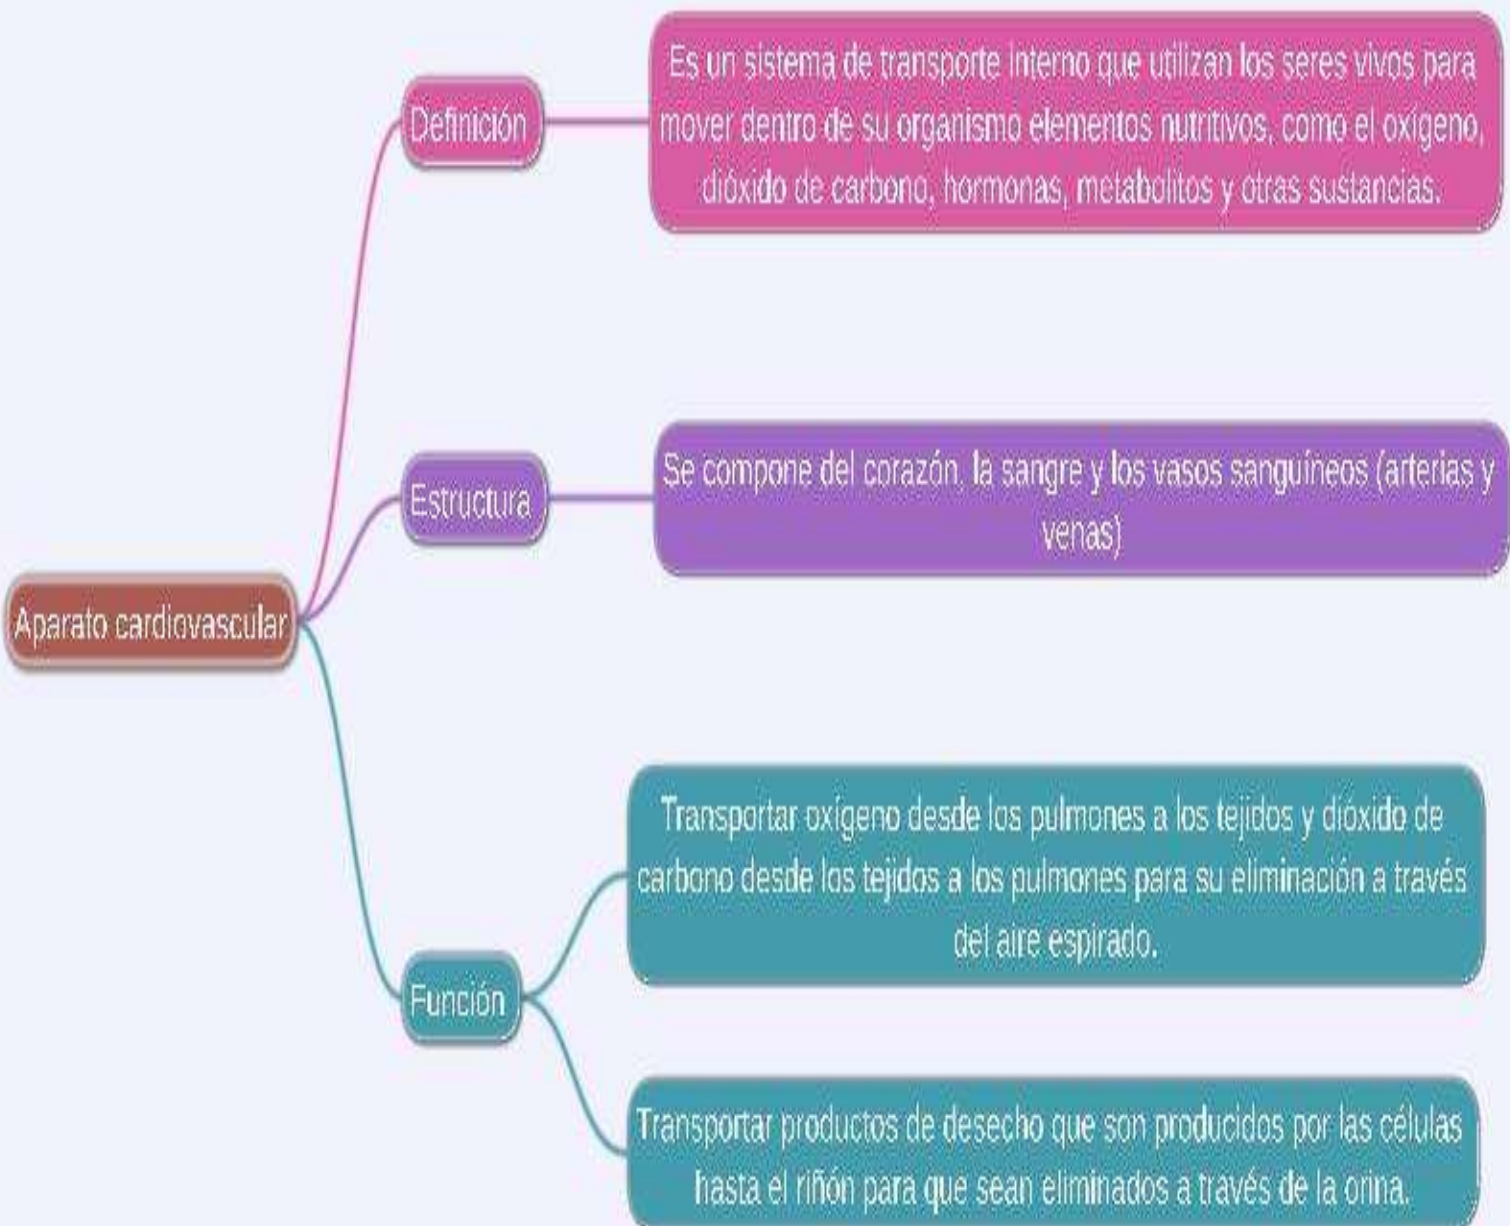 Definición
Es un sistema de transporte interno que utilizan los seres vivos para
mover dentro de su organismo elementos nutritivos, como el oxígeno,
dióxido de carbono, hormonas, metabolitos y otras sustancias.
Estructura
Se compone del corazón, la sangre y los vasos sanguíneos (arterias y
venas)
Aparato cardiovascular
Función
Transportar oxígeno desde los pulmones a los tejidos y dióxido de
carbono desde los tejidos a los pulmones para su eliminación a través
del aire espirado.
Transportar productos de desecho que son producidos por las células
hasta el riñón para que sean eliminados a través de la orina.